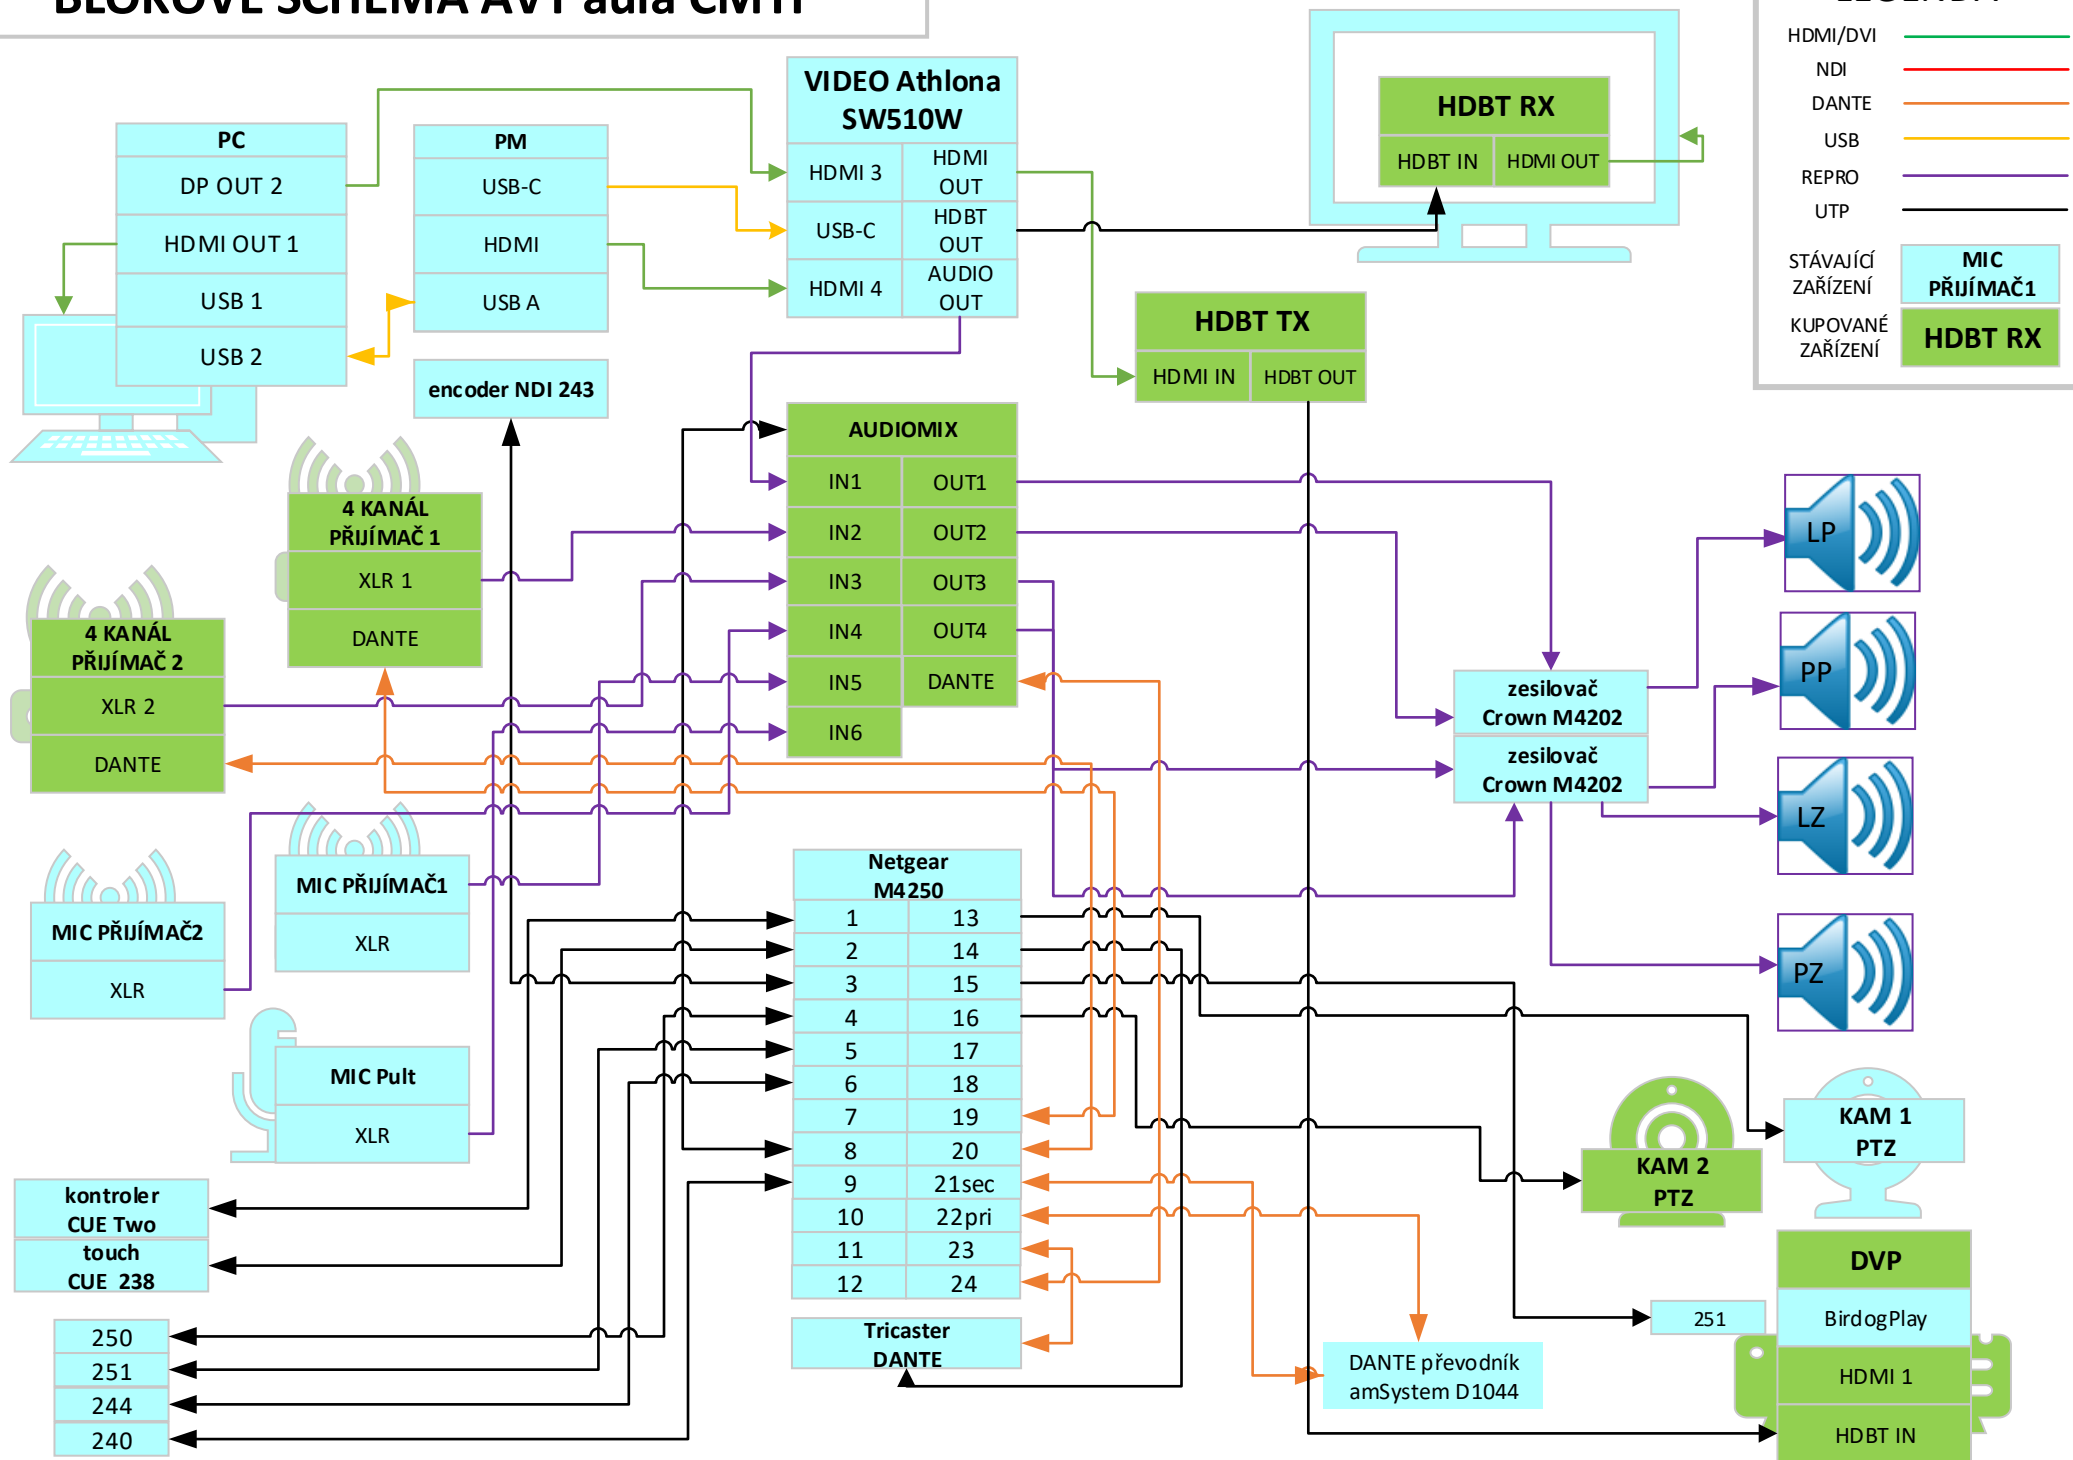 BLOKOVÉ SCHÉMA AVT aula CMTF
LEGENDA
HDMI/DVI
NDI
DANTE
USB
REPRO
UTP
STÁVAJÍCÍ
ZAŘÍZENÍ
MIC
PŘIJÍMAČ1
KUPOVANÉ
ZAŘÍZENÍ
HDBT RX
PC
DP OUT 2
HDMI OUT 1
USB 1
USB 2
PM
USB-C
HDMI
USB A
encoder NDI 243
VIDEO Athlona
SW510W
HDMI 3
HDMI
OUT
USB-C
HDBT
OUT
HDMI 4
AUDIO
OUT
HDBT RX
HDBT IN
HDMI OUT
HDBT TX
HDMI IN
HDBT OUT
4 KANÁL
PŘIJÍMAČ 1
XLR 1
DANTE
4 KANÁL
PŘIJÍMAČ 2
XLR 2
DANTE
AUDIOMIX
IN1
OUT1
IN2
OUT2
IN3
OUT3
IN4
OUT4
IN5
DANTE
IN6
zesilovač
Crown M4202
zesilovač
Crown M4202
LP
PP
LZ
PZ
MIC PŘIJÍMAČ1
XLR
MIC PŘIJÍMAČ2
XLR
MIC Pult
XLR
Netgear
M4250
1
13
2
14
3
15
4
16
5
17
6
18
7
19
8
20
9
21sec
10
22pri
11
23
12
24
Tricaster
DANTE
kontroler
CUE Two
touch
CUE 238
250
251
244
240
DANTE převodník
amSystem D1044
KAM 1
PTZ
KAM 2
PTZ
DVP
251
BirdogPlay
HDMI 1
HDBT IN